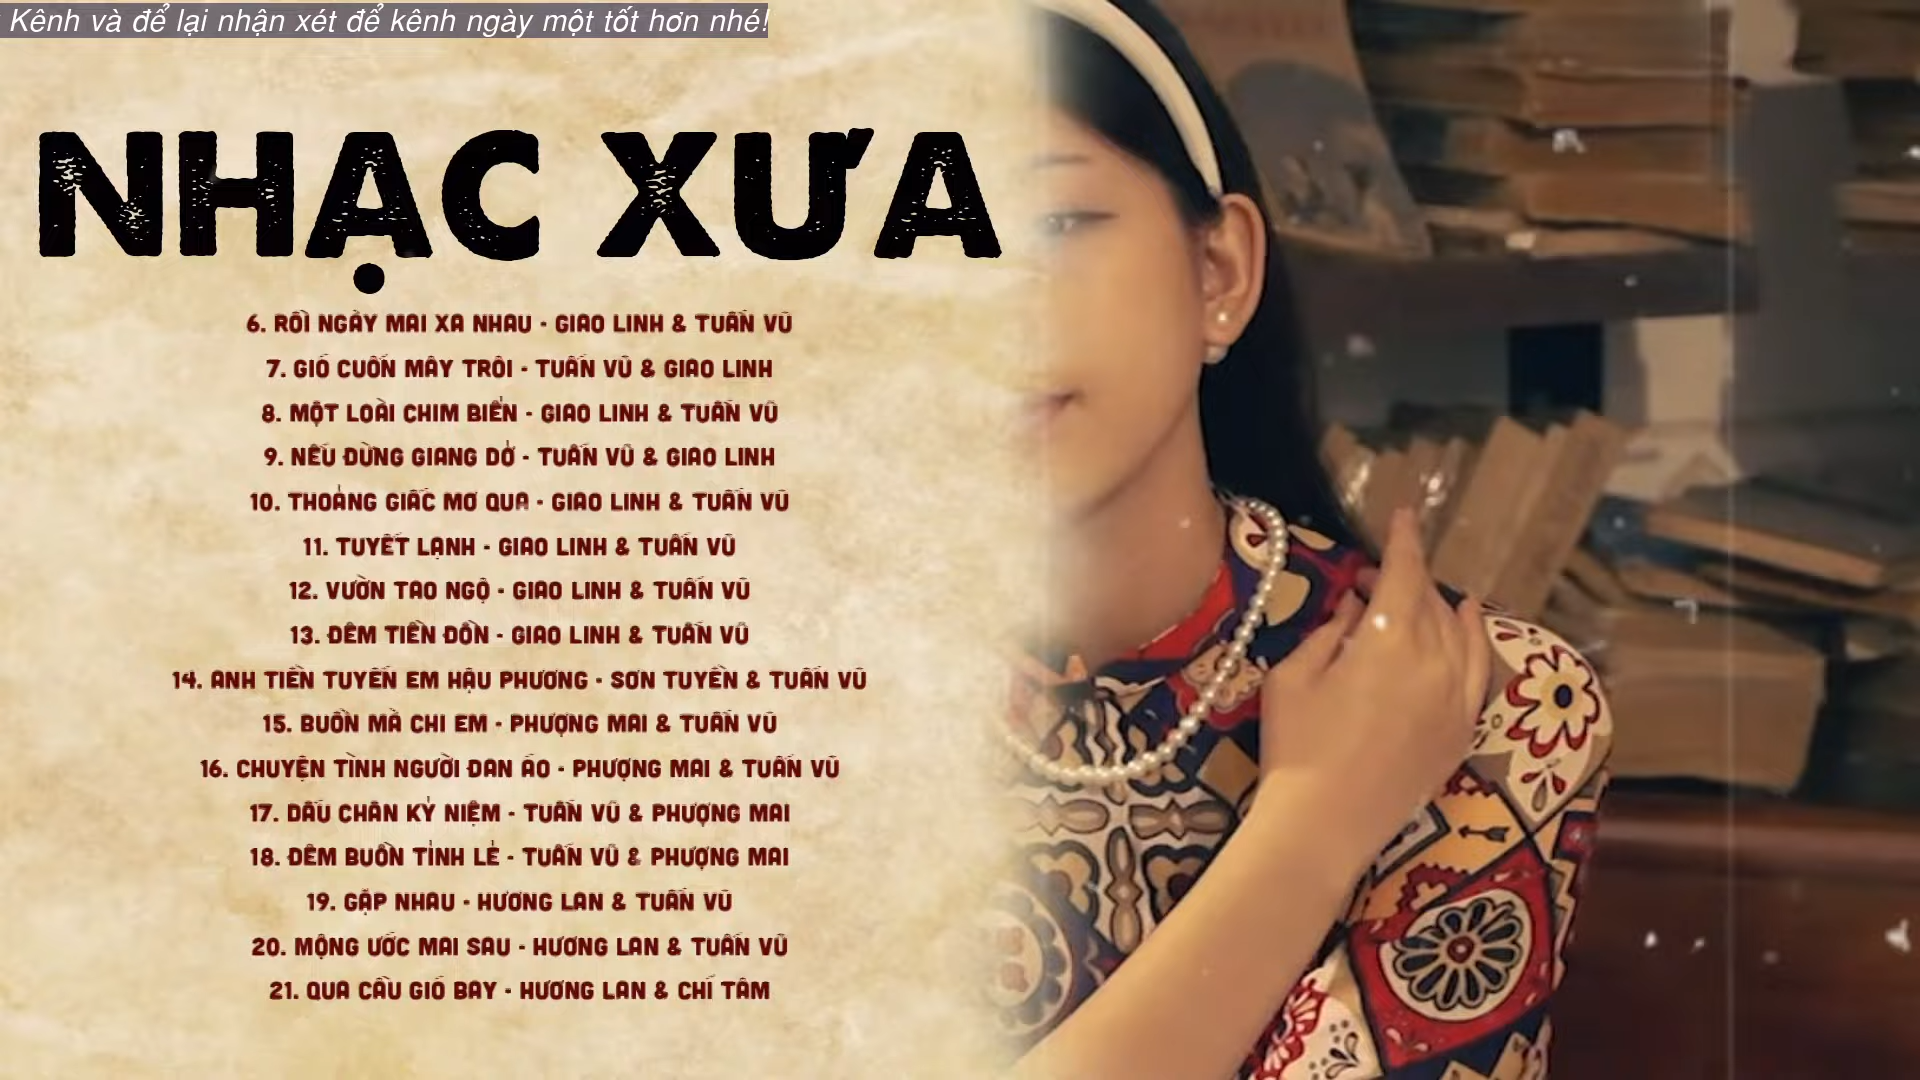 Kênh và để lại nhận xét để kênh ngày một tốt hơn nhé!
NHẠC XƯA
6. RỒI NGÀY MAI XA NHAU - GIAO LINH & TUẤN VŨ
7. GIÓ CUỐN MÂY TRÔI - TUẤN VŨ & GIAO LINH
8. MỘT LOÀI CHIM BIỂN - GIAO LINH & TUẤN VŨ
9. NẾU ĐỪNG GIANG DỞ - TUẤN VŨ & GIAO LINH
10. THOÁNG GIẤC MƠ QUA - GIAO LINH & TUẤN VŨ
11. TUYẾT LẠNH - GIAO LINH & TUẤN VŨ
12. VƯỜN TAO NGỘ - GIAO LINH & TUẤN VŨ
13. ĐÊM TIỀN ĐỒN - GIAO LINH & TUẤN VŨ
14. ANH TIỀN TUYẾN EM HẬU PHƯƠNG - SƠN TUYỀN & TUẤN VŨ
15. BUỒN MÀ CHI EM - PHƯỢNG MAI & TUẤN VŨ
16. CHUYỆN TÌNH NGƯỜI ĐAN ÁO - PHƯỢNG MAI & TUẤN VŨ
17. DẤU CHÂN KỶ NIỆM - TUẤN VŨ & PHƯỢNG MAI
18. ĐÊM BUỒN TỈNH LẺ - TUẤN VŨ & PHƯỢNG MAI
19. GẶP NHAU - HƯƠNG LAN & TUẤN VŨ
20. MỘNG ƯỚC MAI SAU - HƯƠNG LAN & TUẤN VŨ
21. QUA CẦU GIÓ BAY - HƯƠNG LAN & CHÍ TÂM